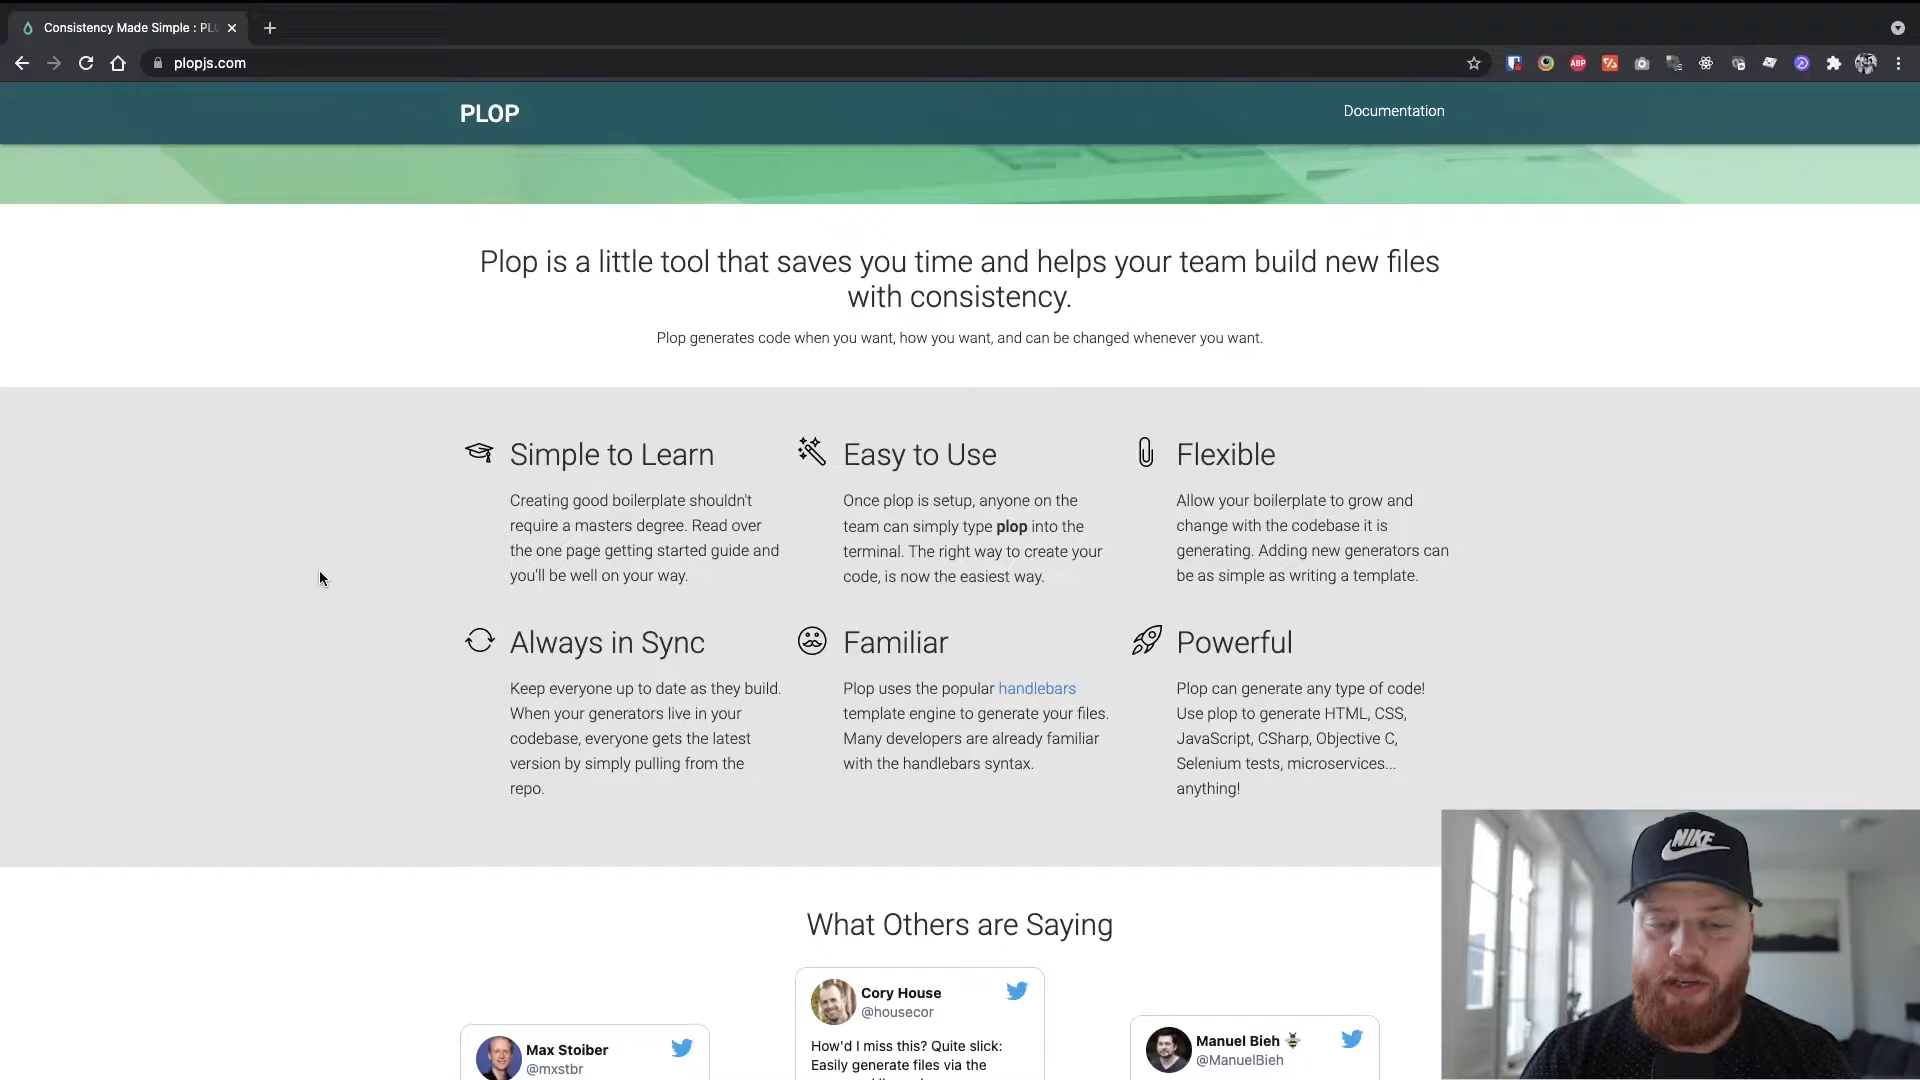 Consistency Made Simple : PL
plopjs.com
ABP
PLOP
Documentation
Plop is a little tool that saves you time and helps your team build new files
with consistency.
Plop generates code when you want, how you want, and can be changed whenever you want.
Simple to Learn
Creating good boilerplate shouldn't
require a masters degree. Read over
the one page getting started guide and
you'll be well on your way.
Easy to Use
Once plop is setup, anyone on the
team can simply type plop into the
terminal. The right way to create your
code, is now the easiest way.
Flexible
Allow your boilerplate to grow and
change with the codebase it is
generating. Adding new generators can
be as simple as writing a template.
Always in Sync
Keep everyone up to date as they build.
When your generators live in your
codebase, everyone gets the latest
version by simply pulling from the
repo.
Familiar
Plop uses the popular handlebars
template engine to generate your files.
Many developers are already familiar
with the handlebars syntax.
Powerful
Plop can generate any type of code!
Use plop to generate HTML, CSS,
JavaScript, CSharp, Objective C,
Selenium tests, microservices...
anything!
What Others are Saying
Max Stoiber
@mxstbr
Cory House
@housecor
How'd I miss this? Quite slick:
Easily generate files via the
Manuel Bieh
@ManuelBieh
NIKE